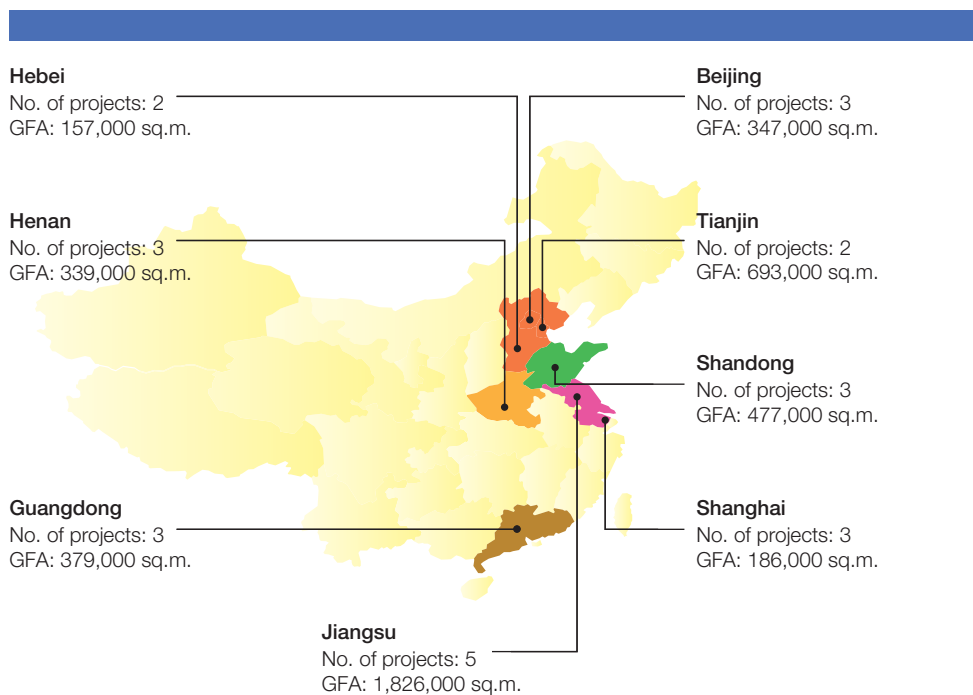 Hebei
No. of projects: 2
GFA: 157,000 sq.m.
Beijing
No. of projects: 3
GFA: 347,000 sq.m.
Henan
No. of projects: 3
GFA: 339,000 sq.m.
Tianjin
No. of projects: 2
GFA: 693,000 sq.m.
Shandong
No. of projects: 3
GFA: 477,000 sq.m.
Guangdong
No. of projects: 3
GFA: 379,000 sq.m.
Shanghai
No. of projects: 3
GFA: 186,000 sq.m.
Jiangsu
No. of projects: 5
GFA: 1,826,000 sq.m.